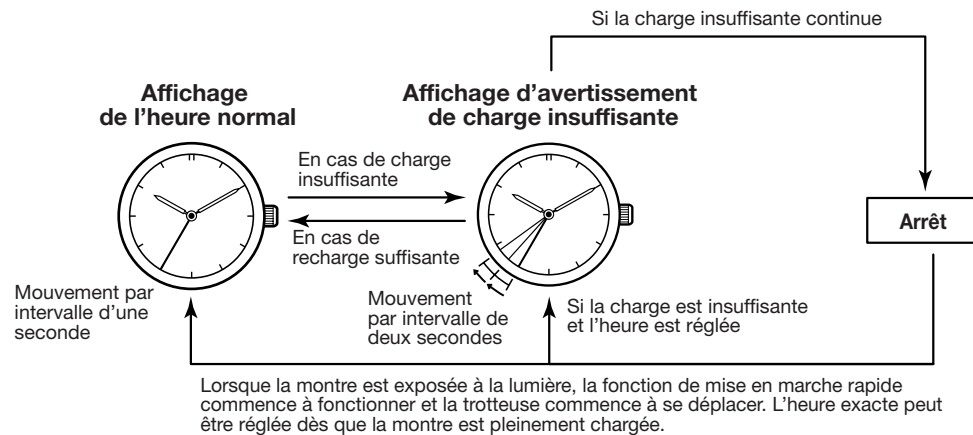 Si la charge insuffisante continue
Affichage
de l’heure normal
Affichage d’avertissement
de charge insuffisante
En cas de charge
insuffisante
En cas de
recharge suffisante
Arrêt
Mouvement par
intervalle d’une
seconde
Mouvement
par intervalle de
deux secondes
Si la charge est insuffisante
et l’heure est réglée
Lorsque la montre est exposée à la lumière, la fonction de mise en marche rapide
commence à fonctionner et la trotteuse commence à se déplacer. L’heure exacte peut
être réglée dès que la montre est pleinement chargée.